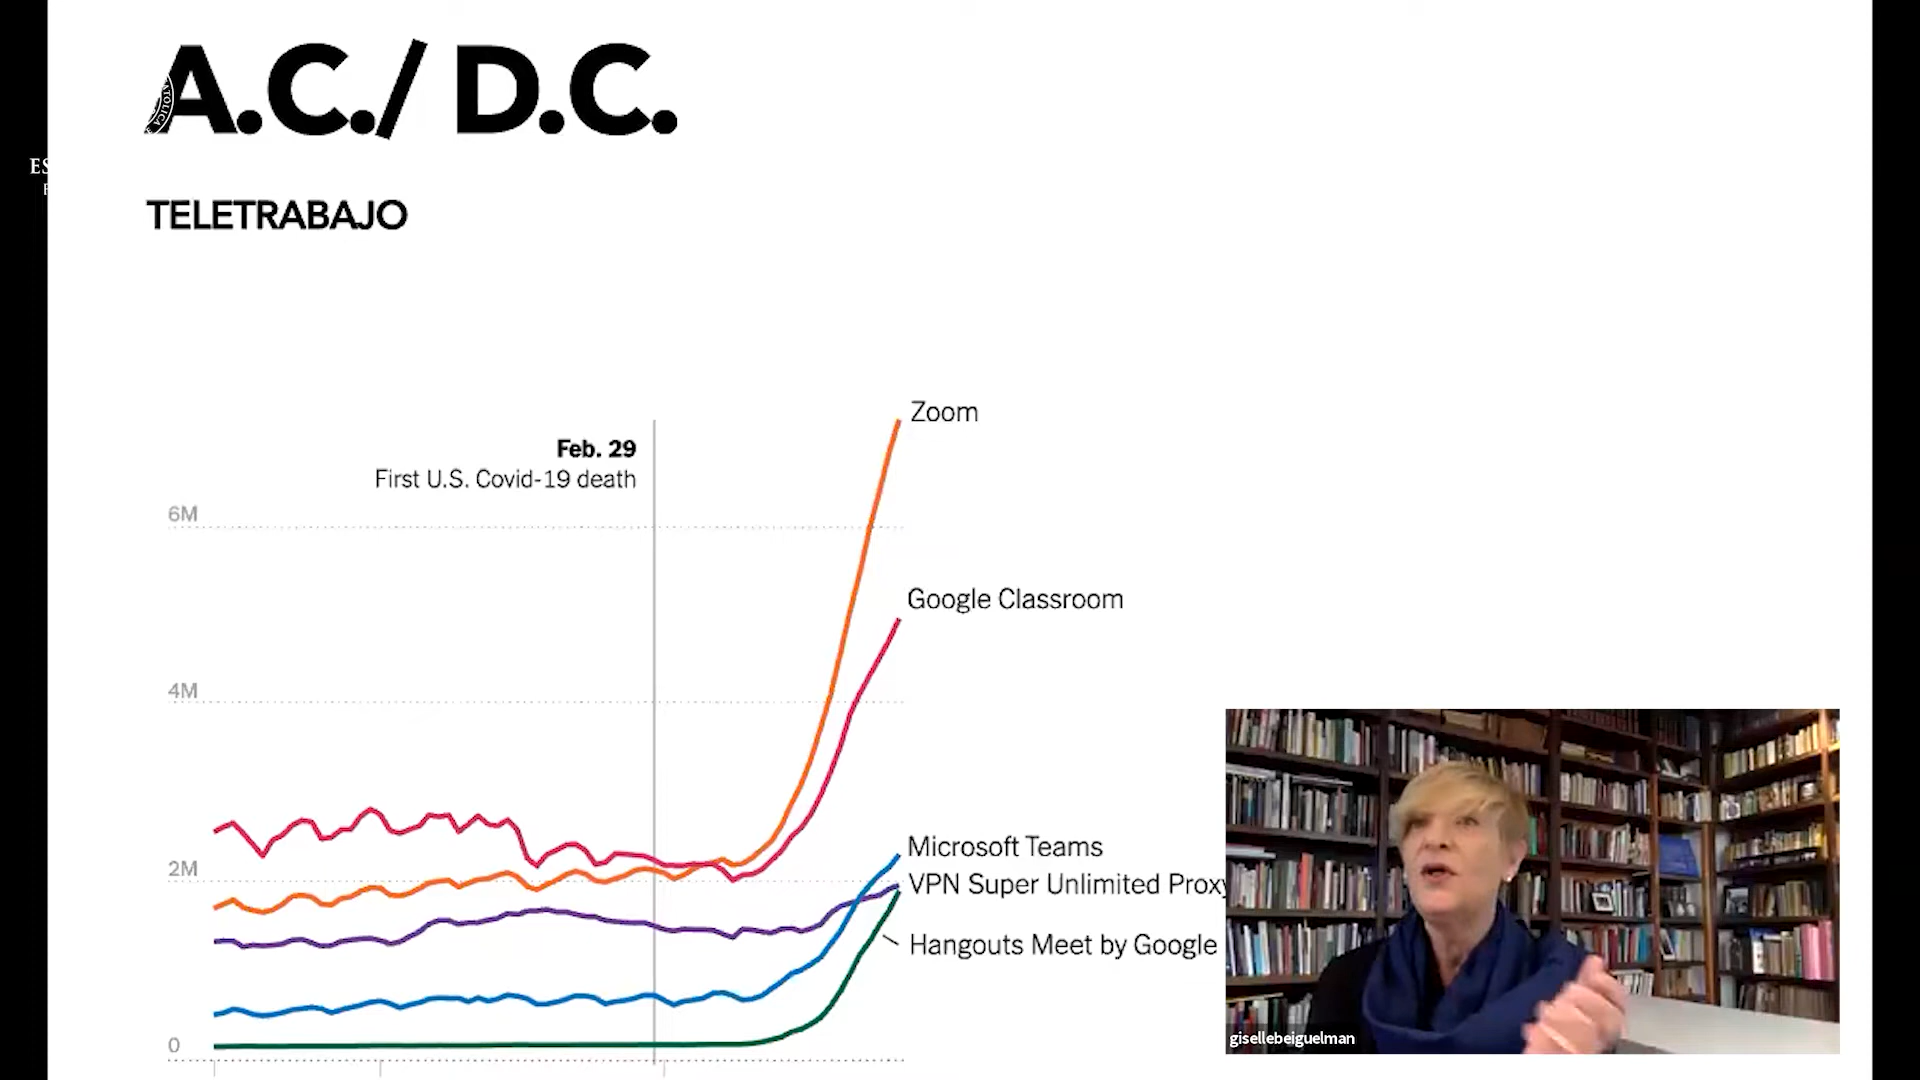 A.C./ D.C.
TELETRABAJO
Zoom
Feb. 29
First U.S. Covid-19 death
6M
Google Classroom
4M
Microsoft Teams
2M
VPN Super Unlimited Proxy
Hangouts Meet by Google
gisellebeiguelman
0